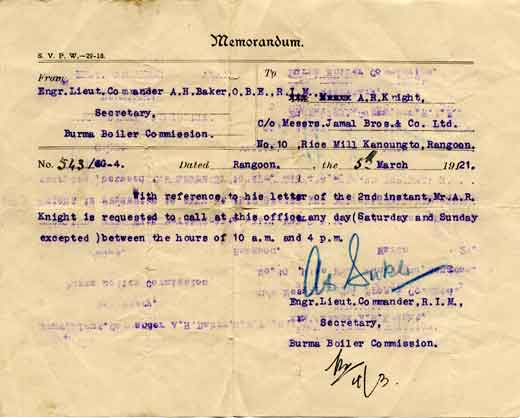 Memorandum.
S. V. P. W.—29-18.
From
Engr.Lieut.Commander A.H.Baker,O.B.E.,R.I.M.
Secretary,
Burma Boiler Commission.
To
A.R.Knight,
C/o Messrs.Jamal Bros.& Co. Ltd.
No.10 ,Rice Mill Kanoungto,Rangoon.
No. 543/ -4. Dated Rangoon. , the 5th March 1921.
With reference, to his letter of the 2nd instant,Mr.A.R.
Knight is requested to call at this office any day(Saturday and Sunday
excepted )between the hours of 10 a.m. and 4 p.m.
Engr.Lieut.Commander,R.I.M.,
Secretary,
Burma Boiler Commission.